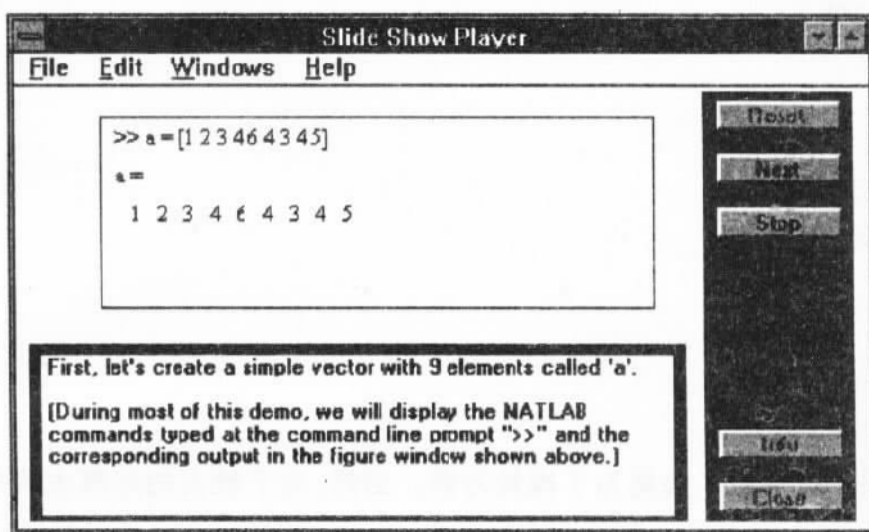 Slide Show Player
File Edit Windows Help
>> a=[1 2 3 4 6 4 3 4 5]
a=
1 2 3 4 6 4 3 4 5
Reset
Next
Stop
First, let's create a simple vector with 9 elements called 'a'.
(During most of this demo, we will display the NATLAB
commands typed at the command line prompt ">>" and the
corresponding output in the figure window shown above.)
Info
Close